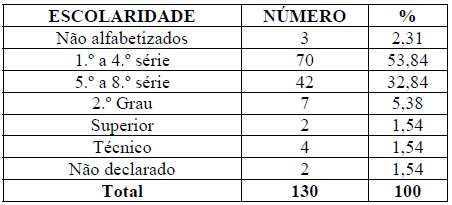 ESCOLARIDADE NÚMERO %
Não alfabetizados 3 2,31
1.º a 4.º série 70 53,84
5.º a 8.º série 42 32,84
2.º Grau 7 5,38
Superior 2 1,54
Técnico 4 1,54
Não declarado 2 1,54
Total 130 100